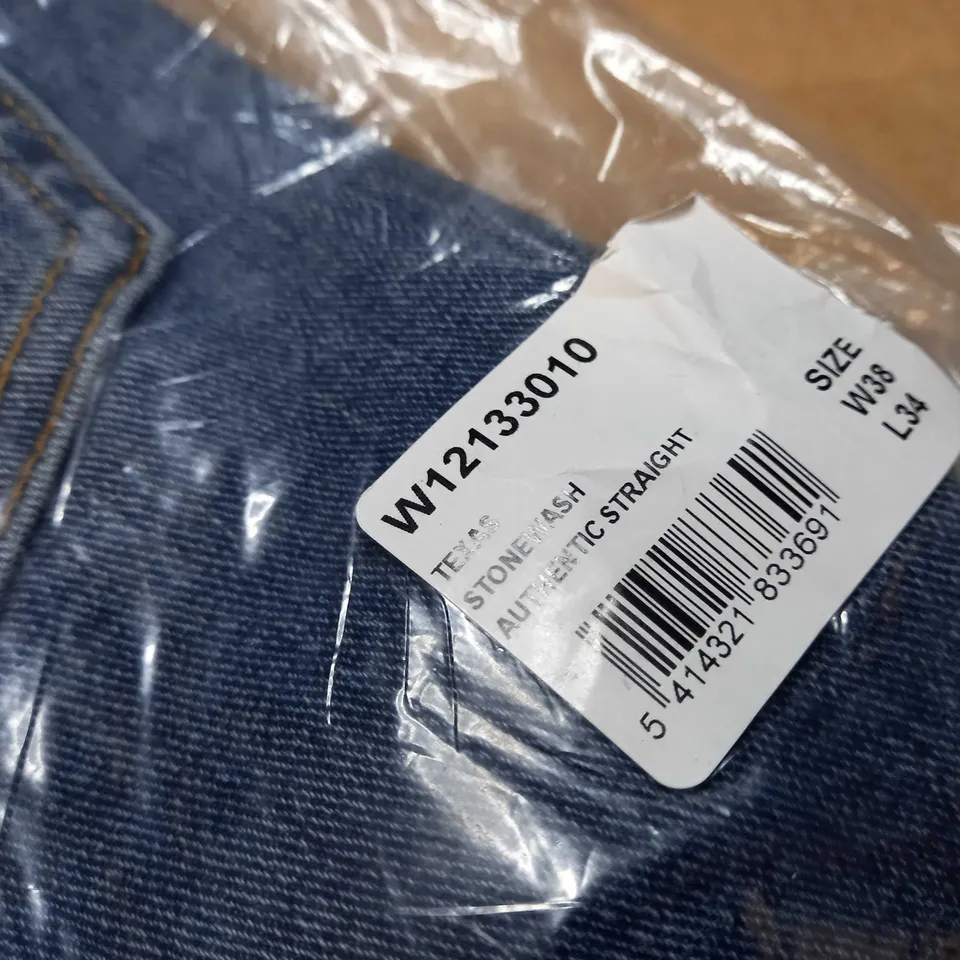 W12133010
TEXAS
STONEWASH
AUTHENTIC STRAIGHT
SIZE
W38
L34
5 414321 833691